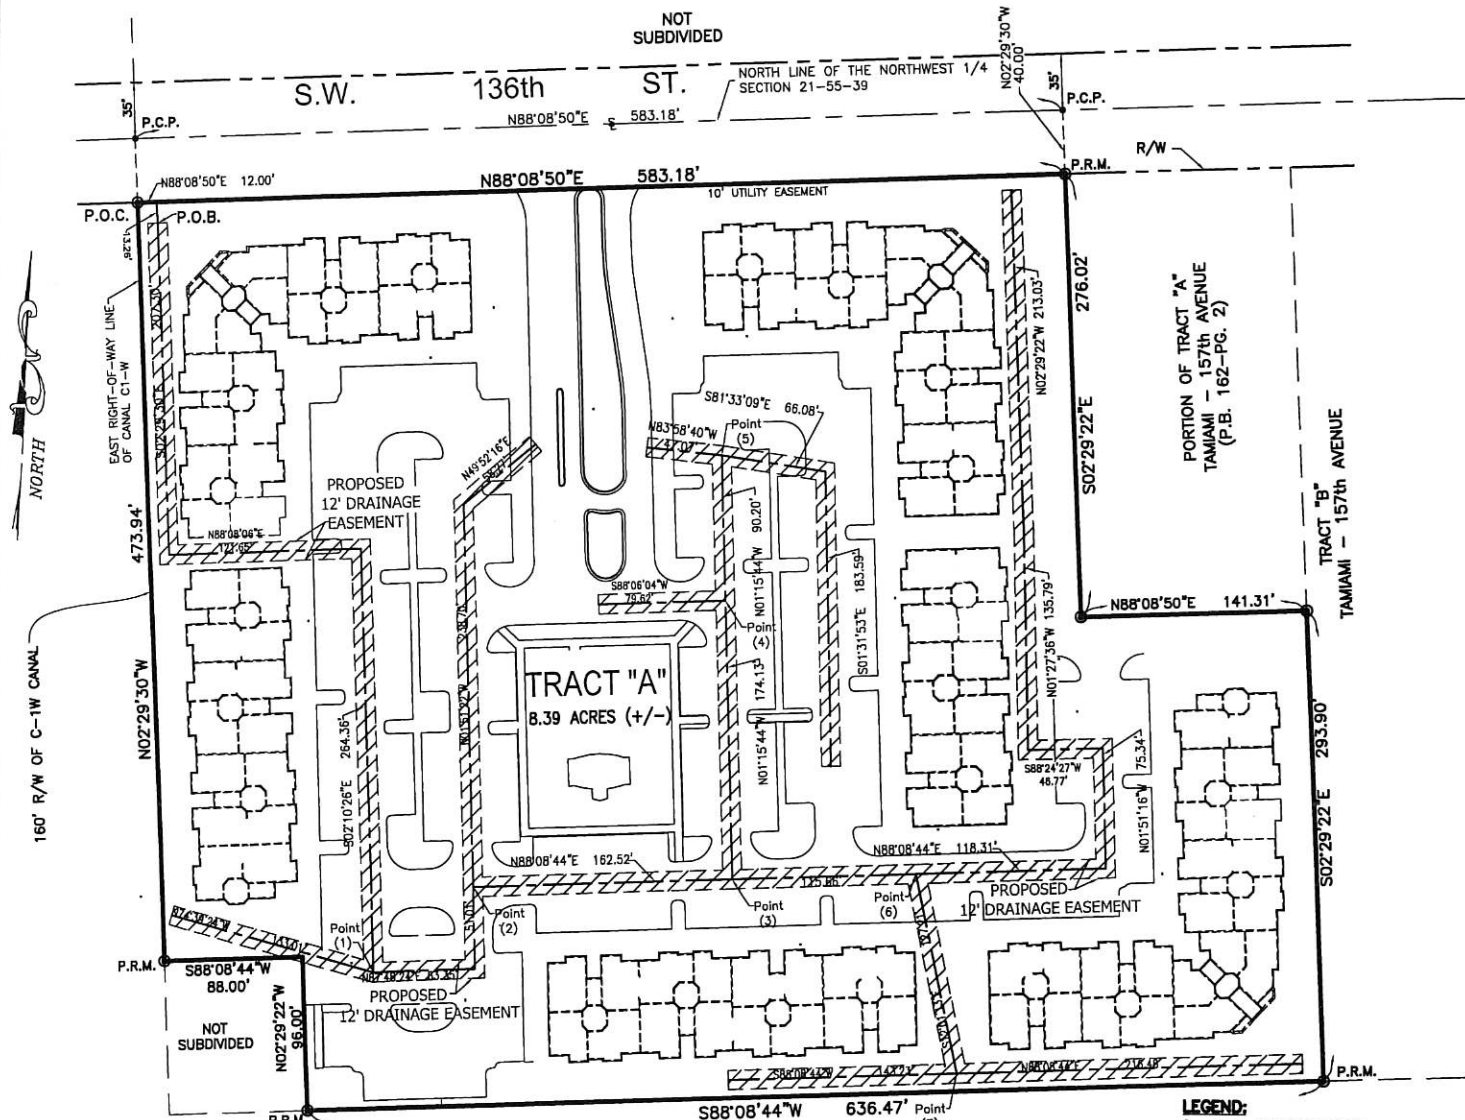 NOT
SUBDIVIDED
S.W. 136th ST.
NORTH LINE OF THE NORTHWEST 1/4
SECTION 21-55-39
N02°29'30"W
40.00'
35'
35'
P.C.P.
P.C.P.
N88°08'50"E 583.18'
R/W
P.R.M.
N88°08'50"E 12.00'
N88°08'50"E 583.18'
10' UTILITY EASEMENT
P.O.C.
P.O.B.
13.26'
EAST RIGHT-OF-WAY LINE
OF CANAL C1-W
NORTH
473.94'
N02°29'30"W
160' R/W OF C-1W CANAL
N02°29'22"W 213.03'
276.02'
S02°29'22"E
PORTION OF TRACT "A"
TAMIAMI - 157th AVENUE
(P.B. 162-PG. 2)
TRACT "B"
TAMIAMI - 157th AVENUE
S81°33'09"E 66.08'
N83°58'40"W
Point
(5)
N49°52'16"E
PROPOSED
12' DRAINAGE
EASEMENT
N88°08'06"E
N01°15'44"W 90.20'
S88°06'04"W
79.62'
Point
(4)
S01°31'53"E 183.59'
N01°27'36"W 135.79'
N88°08'50"E 141.31'
TRACT "A"
8.39 ACRES (+/-)
N01°15'44"W 174.13'
S02°10'26"E 264.36'
S88°24'27"W
46.77'
N01°51'16"W 75.34'
293.90'
S02°29'22"E
N88°08'44"E 162.52'
N88°08'44"E 118.31'
PROPOSED
12' DRAINAGE EASEMENT
Point
(1)
Point
(2)
Point
(3)
Point
(6)
P.R.M.
S88°08'44"W
88.00'
PROPOSED
12' DRAINAGE EASEMENT
NOT
SUBDIVIDED
N02°29'22"W
96.00'
P.R.M.
S88°08'44"W 636.47'
Point
P.R.M.
LEGEND: